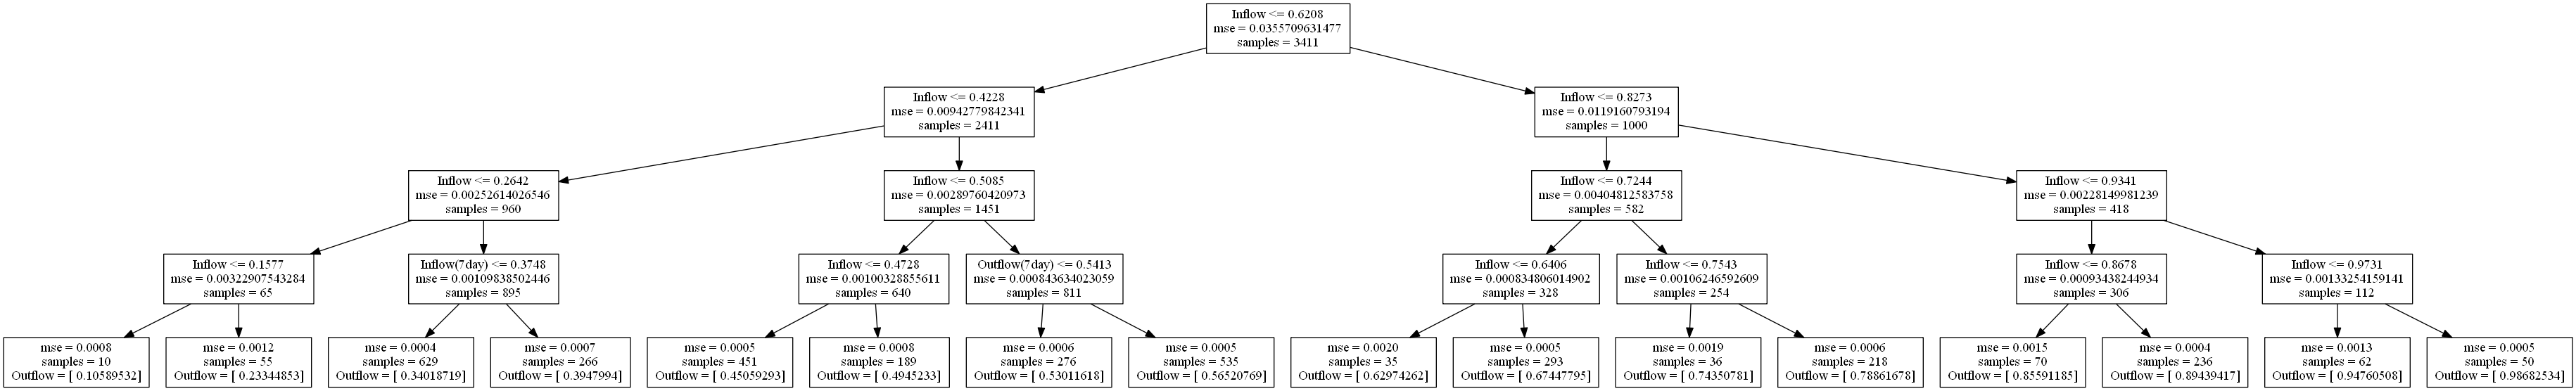 Inflow <= 0.6208
mse = 0.0355709631477
samples = 3411
Inflow <= 0.4228
mse = 0.00942779842341
samples = 2411
Inflow <= 0.8273
mse = 0.0119160793194
samples = 1000
Inflow <= 0.2642
mse = 0.00252614026546
samples = 960
Inflow <= 0.5085
mse = 0.00289760420973
samples = 1451
Inflow <= 0.7244
mse = 0.00404812583758
samples = 582
Inflow <= 0.9341
mse = 0.00228149981239
samples = 418
Inflow <= 0.1577
mse = 0.00322907543284
samples = 65
Inflow(7day) <= 0.3748
mse = 0.00109838502446
samples = 895
Inflow <= 0.4728
mse = 0.00100328855611
samples = 640
Outflow(7day) <= 0.5413
mse = 0.000843634023059
samples = 811
Inflow <= 0.6406
mse = 0.000834806014902
samples = 328
Inflow <= 0.7543
mse = 0.00106246592609
samples = 254
Inflow <= 0.8678
mse = 0.00093438244934
samples = 306
Inflow <= 0.9731
mse = 0.00133254159141
samples = 112
mse = 0.0008
samples = 10
Outflow = [ 0.10589532]
mse = 0.0012
samples = 55
Outflow = [ 0.23344853]
mse = 0.0004
samples = 629
Outflow = [ 0.34018719]
mse = 0.0007
samples = 266
Outflow = [ 0.3947994]
mse = 0.0005
samples = 451
Outflow = [ 0.45059293]
mse = 0.0008
samples = 189
Outflow = [ 0.4945233]
mse = 0.0006
samples = 276
Outflow = [ 0.53011618]
mse = 0.0005
samples = 535
Outflow = [ 0.56520769]
mse = 0.0020
samples = 35
Outflow = [ 0.62974262]
mse = 0.0005
samples = 293
Outflow = [ 0.67447795]
mse = 0.0019
samples = 36
Outflow = [ 0.74350781]
mse = 0.0006
samples = 218
Outflow = [ 0.78861678]
mse = 0.0015
samples = 70
Outflow = [ 0.85591185]
mse = 0.0004
samples = 236
Outflow = [ 0.89439417]
mse = 0.0013
samples = 62
Outflow = [ 0.94760508]
mse = 0.0005
samples = 50
Outflow = [ 0.98682534]